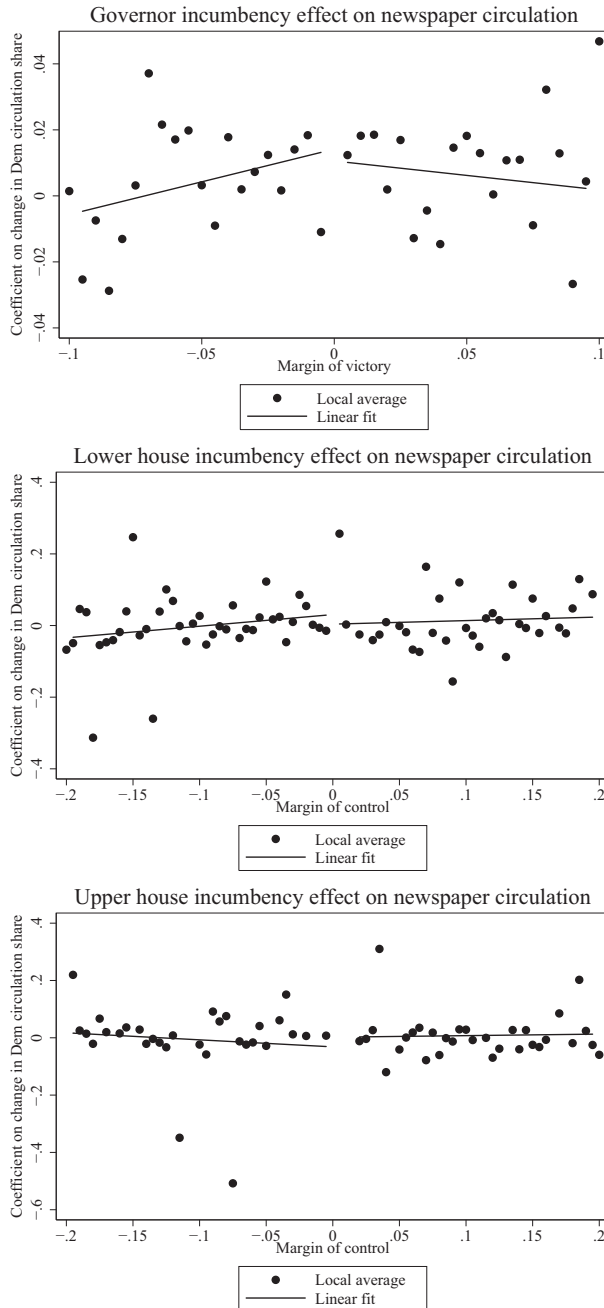 Governor incumbency effect on newspaper circulation
Coefficient on change in Dem circulation share
.04
.02
0
−.02
−.04
−.1
−.05
0
.05
.1
Margin of victory
Local average
Linear fit
Lower house incumbency effect on newspaper circulation
Coefficient on change in Dem circulation share
.4
.2
0
−.2
−.4
−.2
−.15
−.1
−.05
0
.05
.1
.15
.2
Margin of control
Local average
Linear fit
Upper house incumbency effect on newspaper circulation
Coefficient on change in Dem circulation share
.4
.2
0
−.2
−.4
−.6
−.2
−.15
−.1
−.05
0
.05
.1
.15
.2
Margin of control
Local average
Linear fit